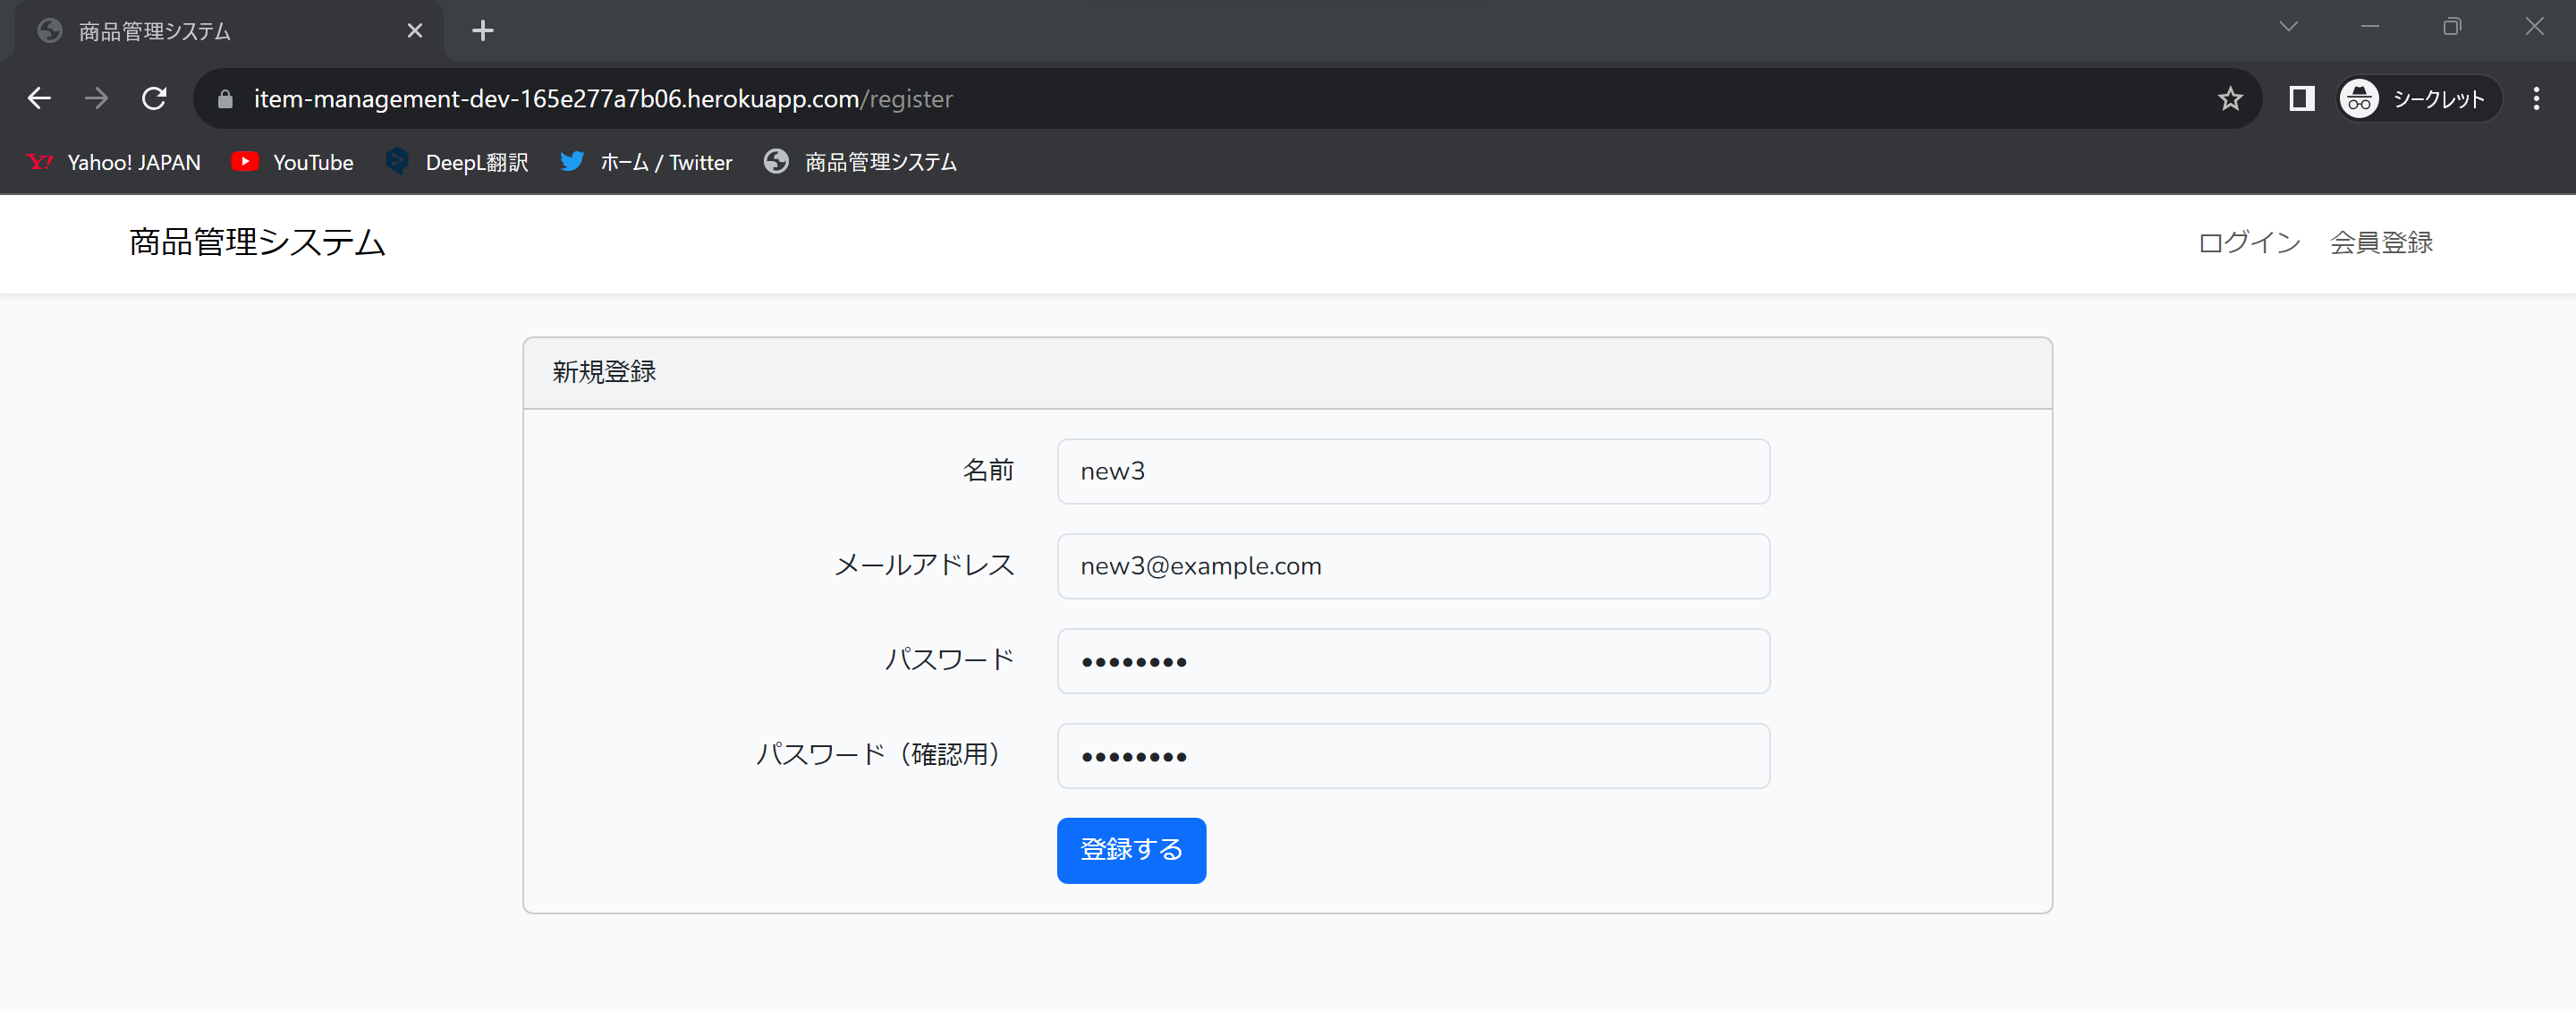 商品管理システム
item-management-dev-165e277a7b06.herokuapp.com/register
シークレット
Yahoo! JAPAN YouTube DeepL翻訳 ホーム / Twitter 商品管理システム
商品管理システム ログイン 会員登録
新規登録
名前 new3
メールアドレス new3@example.com
パスワード ••••••••
パスワード（確認用） ••••••••
登録する